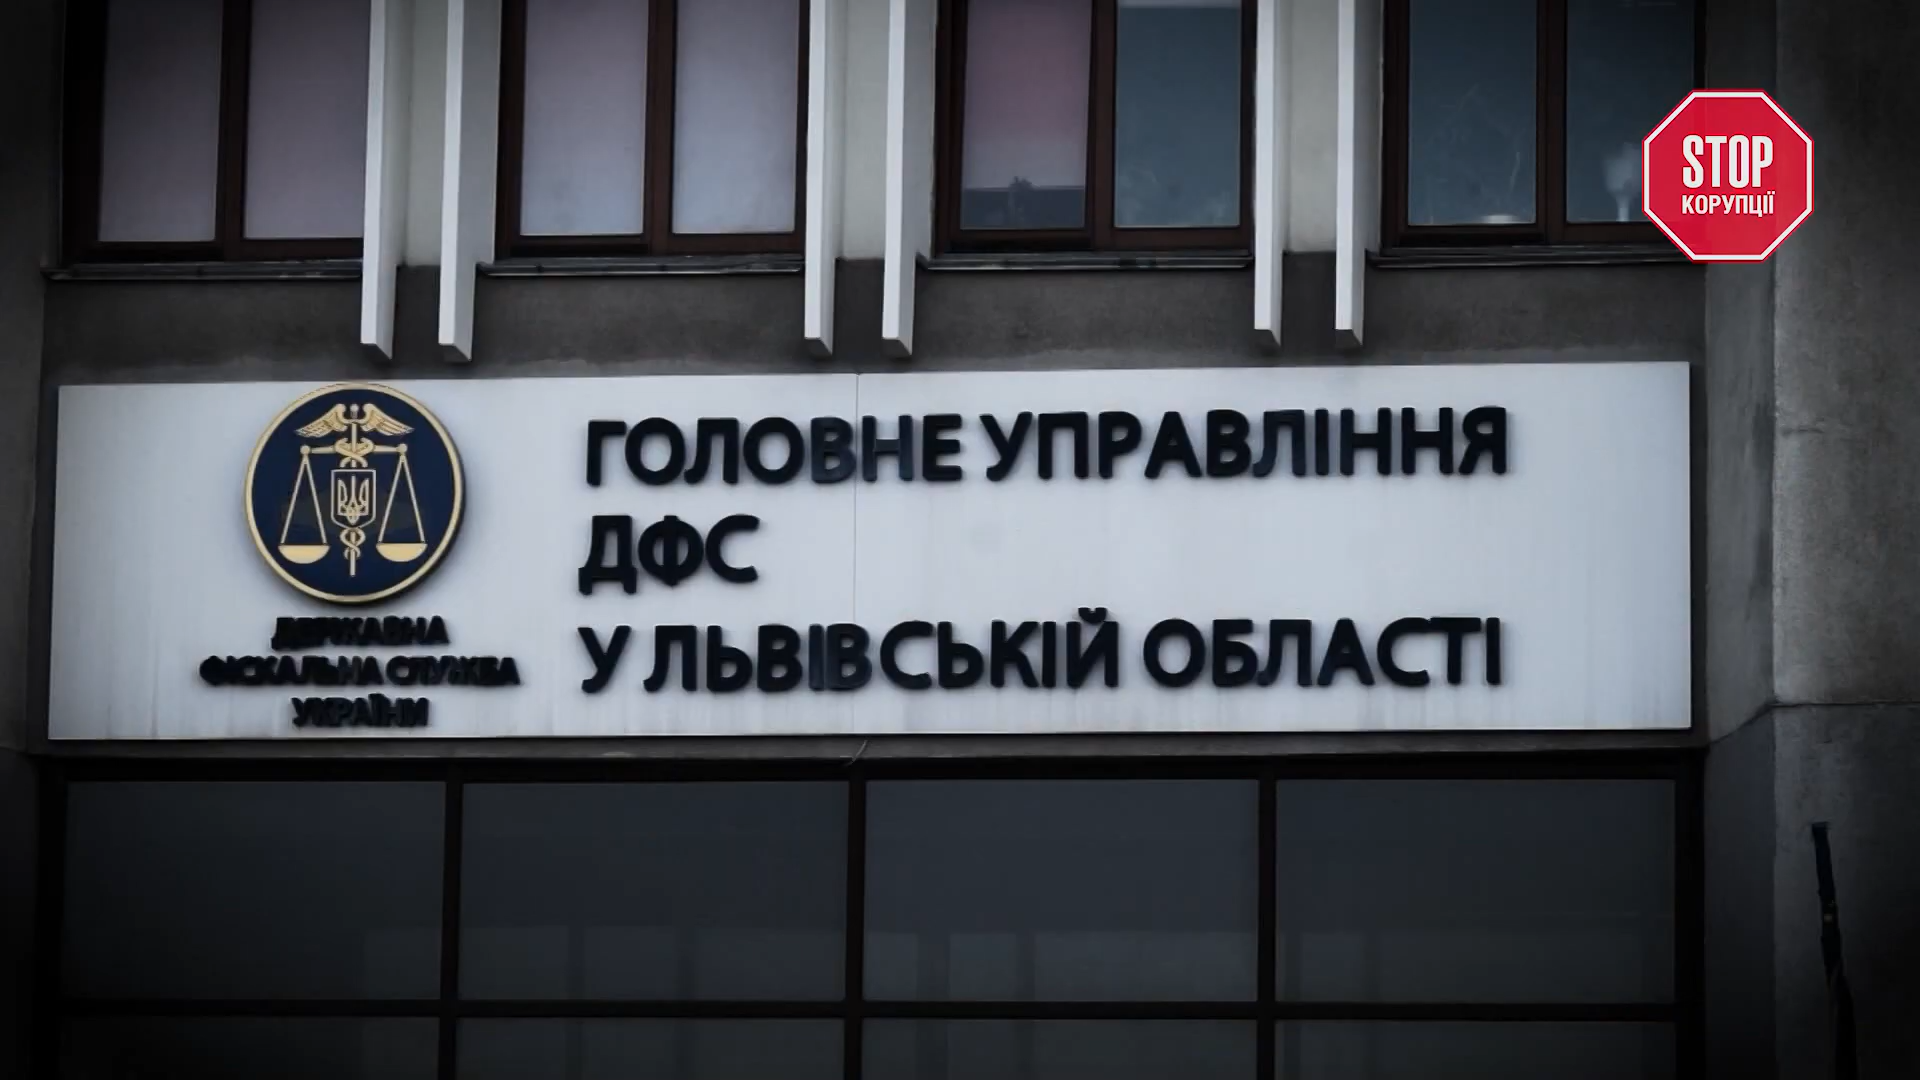 STOP
КОРУПЦІЇ
ГОЛОВНЕ УПРАВЛІННЯ
ДФС
У ЛЬВІВСЬКІЙ ОБЛАСТІ
ДЕРЖАВНА
ФІСКАЛЬНА СЛУЖБА
УКРАЇНИ